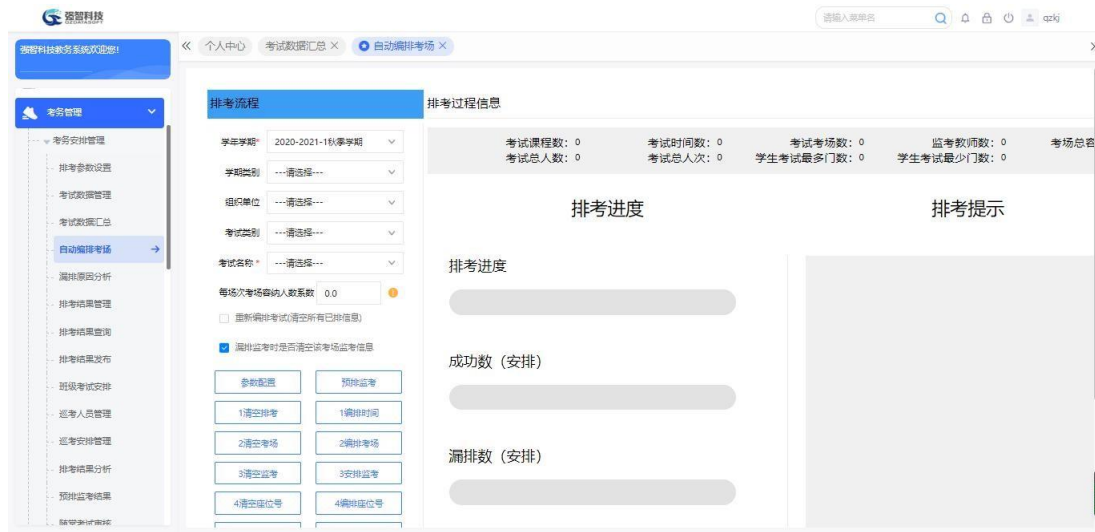 强智科技
QZDATASOFT
请输入菜单名
qzkj
强智科技教务系统欢迎您!
个人中心
考试数据汇总
自动编排考场
考务管理
考务安排管理
排考参数设置
考试数据管理
考试数据汇总
自动编排考场
漏排原因分析
排考结果管理
排考结果查询
排考结果发布
班级考试安排
巡考人员管理
巡考安排管理
排考结果分析
预排监考结果
随堂考试审核
排考流程
学年学期* 2020-2021-1秋季学期
学期类别 ---请选择---
组织单位 ---请选择---
考试类别 ---请选择---
考试名称* ---请选择---
每场次考场容纳人数系数 0.0
重新编排考试(清空所有已排信息)
漏排监考时是否清空该考场监考信息
参数配置 预排监考
1清空排考 1编排时间
2清空考场 2编排考场
3清空监考 3安排监考
4清空座位号 4编排座位号
排考过程信息
考试课程数: 0 考试时间数: 0 考试考场数: 0 监考教师数: 0 考场总容
考试总人数: 0 考试总人次: 0 学生考试最多门数: 0 学生考试最少门数: 0
排考进度 排考提示
排考进度
成功数（安排）
漏排数（安排）